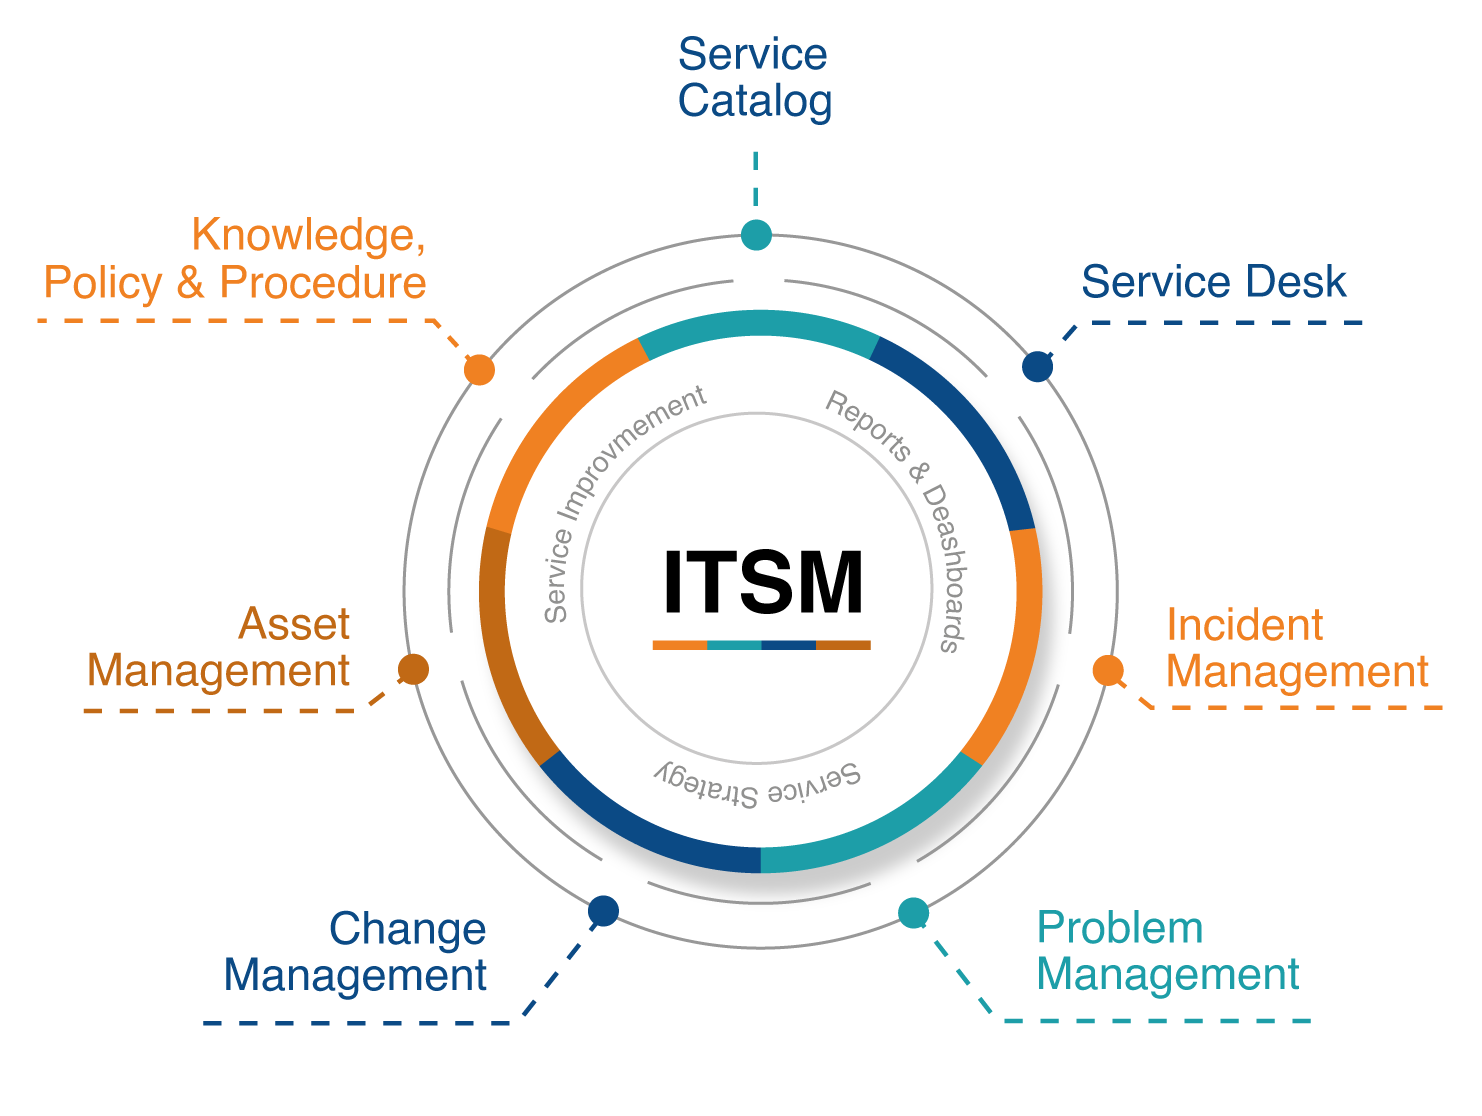 Service
Catalog
Knowledge,
Policy & Procedure
Service Desk
Service Improvmement
Reports & Deashboards
ITSM
Asset
Management
Incident
Management
Service Strategy
Change
Management
Problem
Management